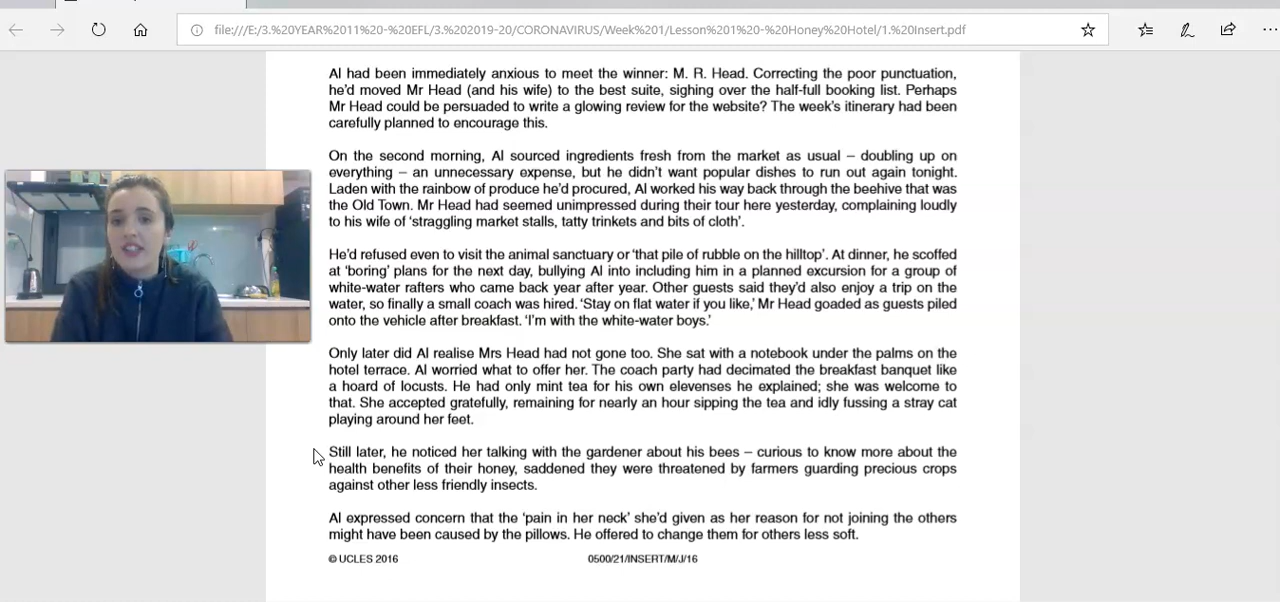 file:///E:/3.%20YEAR%2011%20-%20EFL/3.%202019-20/CORONAVIRUS/Week%201/Lesson%201%20-%20Honey%20Hotel/1.%20Insert.pdf
Al had been immediately anxious to meet the winner: M. R. Head. Correcting the poor punctuation,
he'd moved Mr Head (and his wife) to the best suite, sighing over the half-full booking list. Perhaps
Mr Head could be persuaded to write a glowing review for the website? The week's itinerary had been
carefully planned to encourage this.
On the second morning, Al sourced ingredients fresh from the market as usual – doubling up on
everything – an unnecessary expense, but he didn't want popular dishes to run out again tonight.
Laden with the rainbow of produce he'd procured, Al worked his way back through the beehive that was
the Old Town. Mr Head had seemed unimpressed during their tour here yesterday, complaining loudly
to his wife of 'straggling market stalls, tatty trinkets and bits of cloth'.
He'd refused even to visit the animal sanctuary or 'that pile of rubble on the hilltop'. At dinner, he scoffed
at 'boring' plans for the next day, bullying Al into including him in a planned excursion for a group of
white-water rafters who came back year after year. Other guests said they'd also enjoy a trip on the
water, so finally a small coach was hired. 'Stay on flat water if you like,' Mr Head goaded as guests piled
onto the vehicle after breakfast. 'I'm with the white-water boys.'
Only later did Al realise Mrs Head had not gone too. She sat with a notebook under the palms on the
hotel terrace. Al worried what to offer her. The coach party had decimated the breakfast banquet like
a hoard of locusts. He had only mint tea for his own elevenses he explained; she was welcome to
that. She accepted gratefully, remaining for nearly an hour sipping the tea and idly fussing a stray cat
playing around her feet.
Still later, he noticed her talking with the gardener about his bees – curious to know more about the
health benefits of their honey, saddened they were threatened by farmers guarding precious crops
against other less friendly insects.
Al expressed concern that the 'pain in her neck' she'd given as her reason for not joining the others
might have been caused by the pillows. He offered to change them for others less soft.
© UCLES 2016
0500/21/INSERT/M/J/16